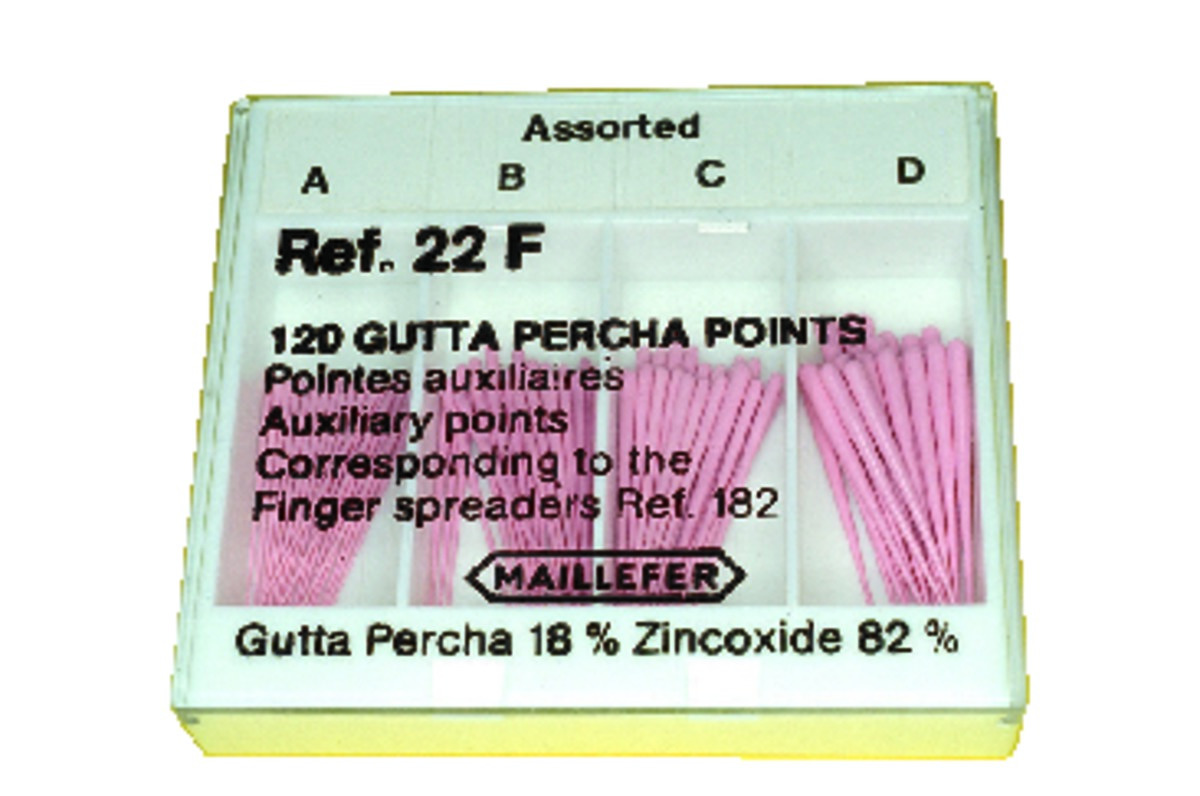 Assorted
A B C D
Ref. 22 F
120 GUTTA PERCHA POINTS
Pointes auxiliaires
Auxiliary points
Corresponding to the
Finger spreaders Ref. 182
MAILLEFER
Gutta Percha 18 % Zincoxide 82 %